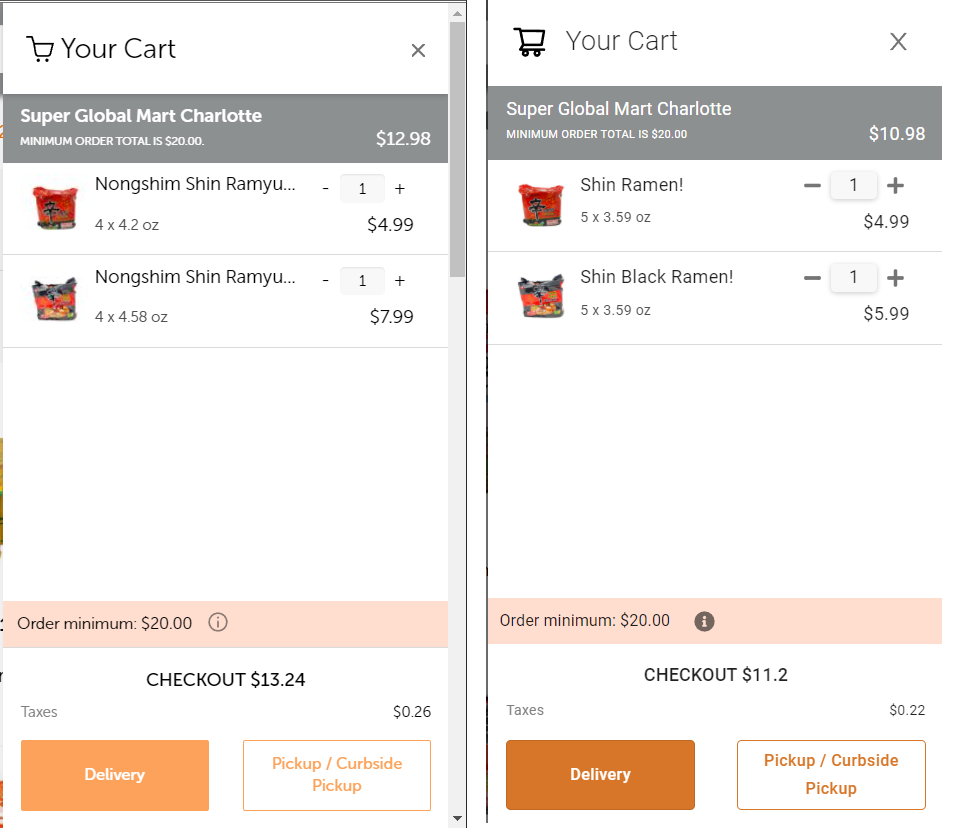 Your Cart
Super Global Mart Charlotte
MINIMUM ORDER TOTAL IS $20.00.
$12.98
Nongshim Shin Ramyu...
- 1 +
4 x 4.2 oz
$4.99
Nongshim Shin Ramyu...
- 1 +
4 x 4.58 oz
$7.99
Order minimum: $20.00
CHECKOUT $13.24
Taxes
$0.26
Delivery
Pickup / Curbside
Pickup
Your Cart
X
Super Global Mart Charlotte
MINIMUM ORDER TOTAL IS $20.00
$10.98
Shin Ramen!
1
5 x 3.59 oz
$4.99
Shin Black Ramen!
1
5 x 3.59 oz
$5.99
Order minimum: $20.00
CHECKOUT $11.2
Taxes
$0.22
Delivery
Pickup / Curbside
Pickup